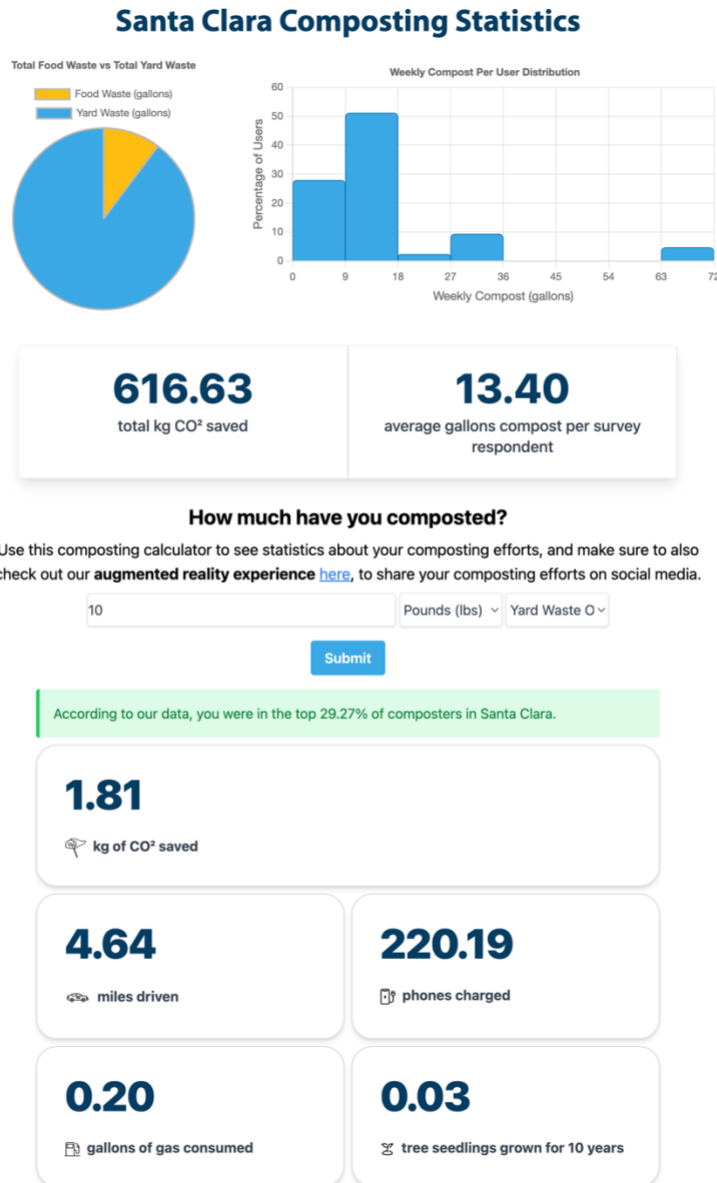 Santa Clara Composting Statistics
Total Food Waste vs Total Yard Waste
Food Waste (gallons)
Yard Waste (gallons)
Weekly Compost Per User Distribution
Percentage of Users
60
50
40
30
20
10
0
0 9 18 27 36 45 54 63 72
Weekly Compost (gallons)
616.63
total kg CO² saved
13.40
average gallons compost per survey
respondent
How much have you composted?
Use this composting calculator to see statistics about your composting efforts, and make sure to also
check out our augmented reality experience here, to share your composting efforts on social media.
10 Pounds (lbs) Yard Waste O
Submit
According to our data, you were in the top 29.27% of composters in Santa Clara.
1.81
kg of CO² saved
4.64
miles driven
220.19
phones charged
0.20
gallons of gas consumed
0.03
tree seedlings grown for 10 years